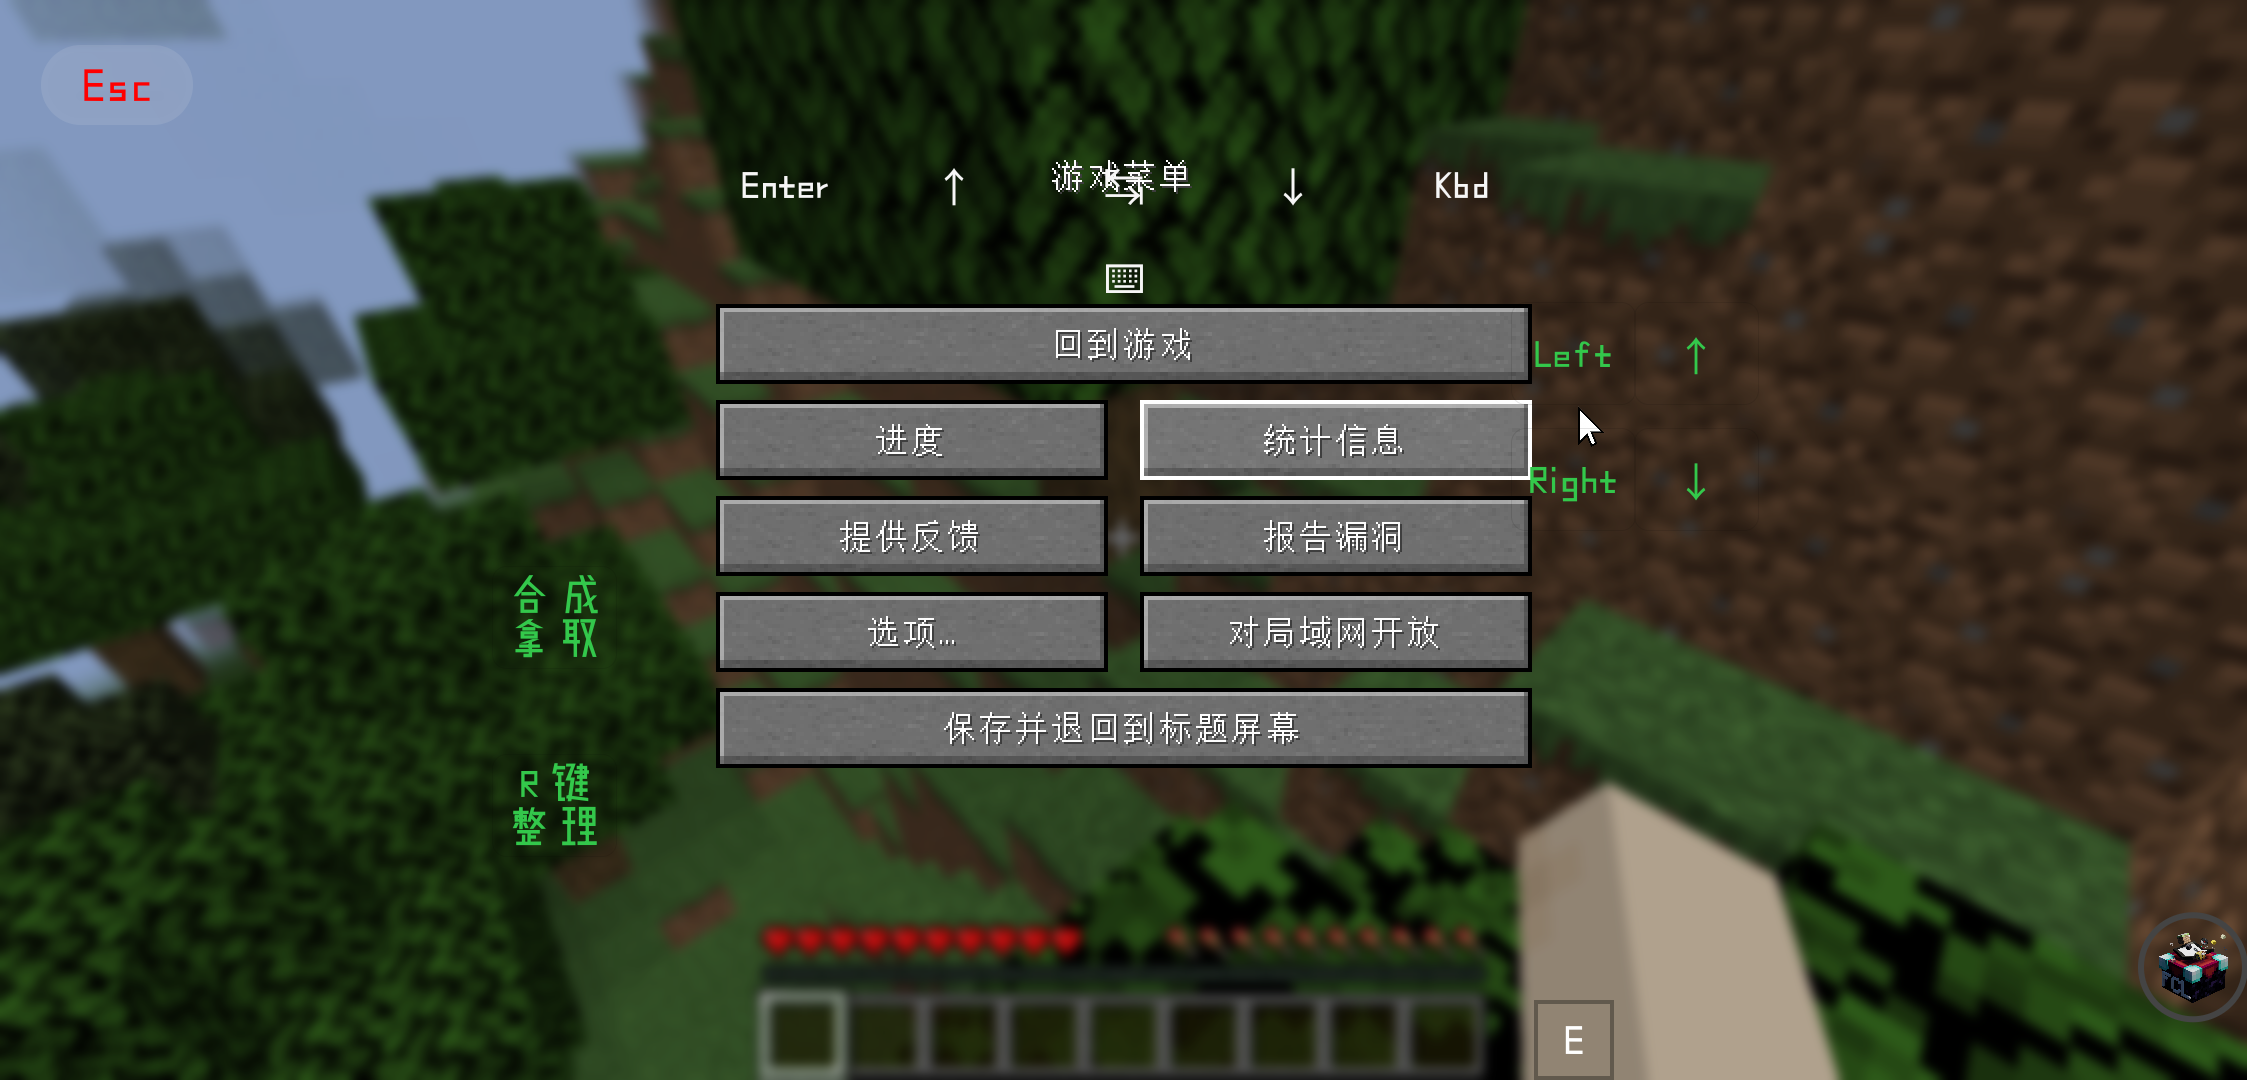 Esc
Enter ↑ 游戏菜单 ↓ Kbd
回到游戏
Left ↑
进度 统计信息
Right ↓
提供反馈 报告漏洞
合成
拿取
选项... 对局域网开放
保存并退回到标题屏幕
R键
整理
FCL
E